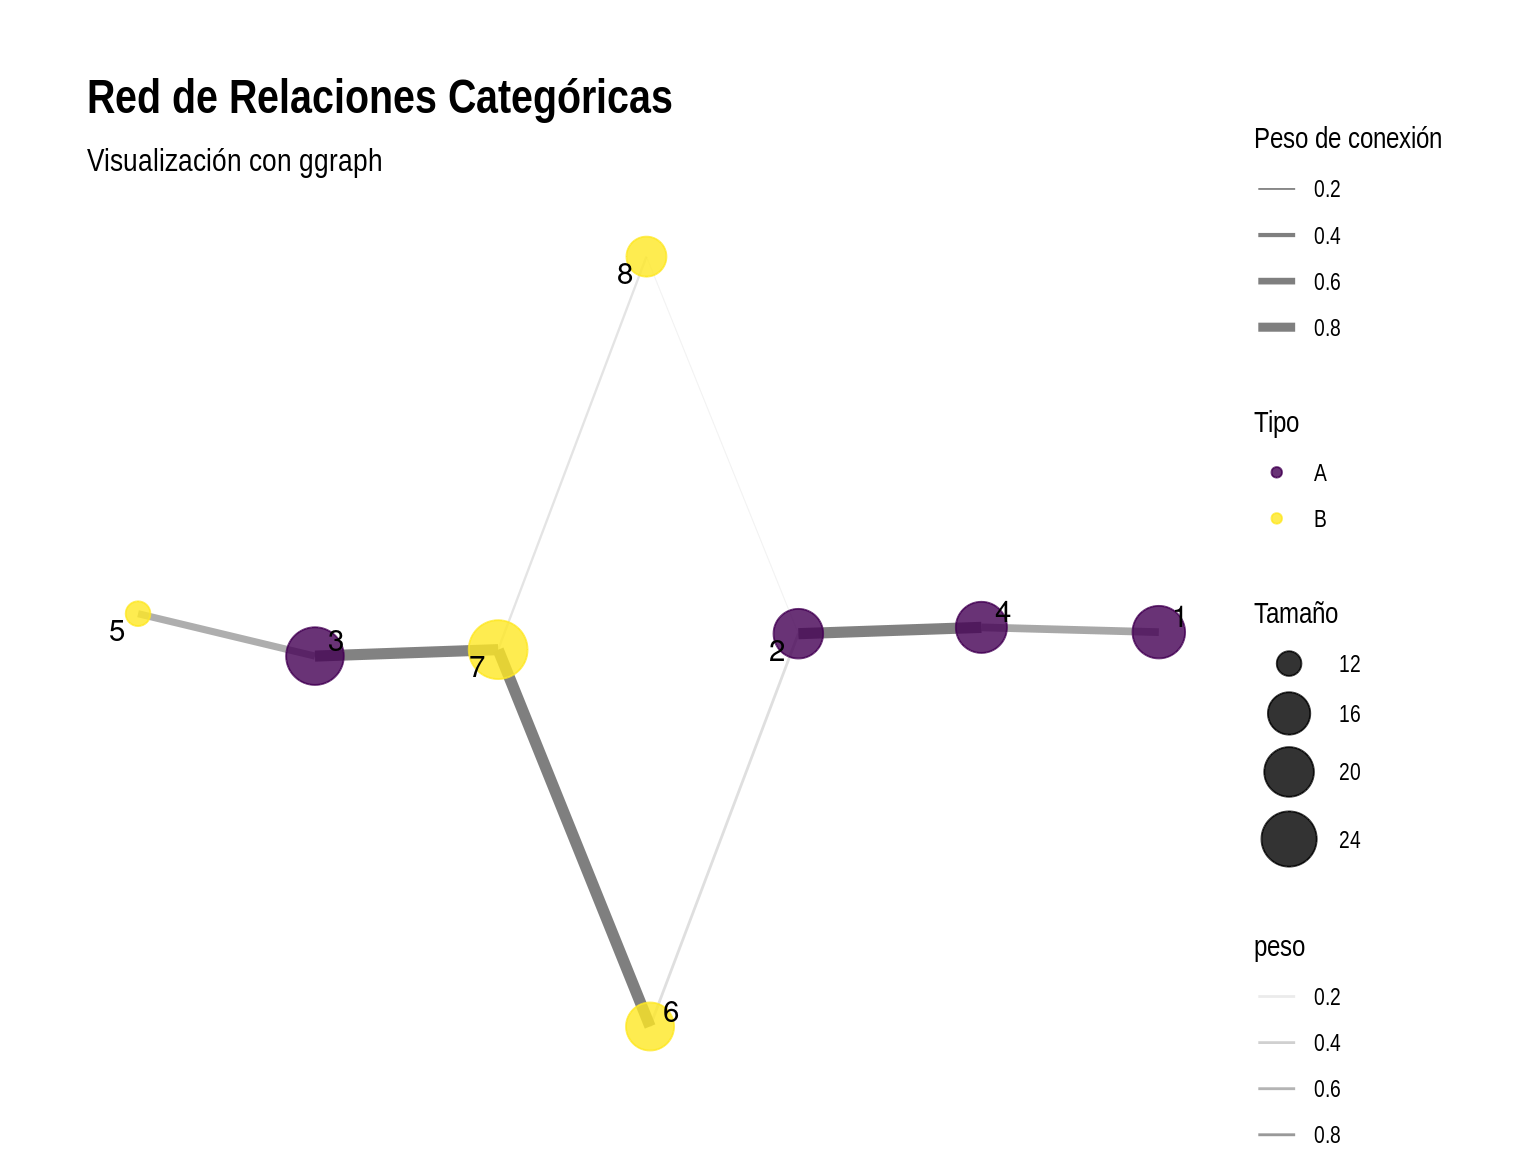 Red de Relaciones Categóricas
Visualización con ggraph
8
5
3
7
2
4
1
6
Peso de conexión
0.2
0.4
0.6
0.8
Tipo
A
B
Tamaño
12
16
20
24
peso
0.2
0.4
0.6
0.8